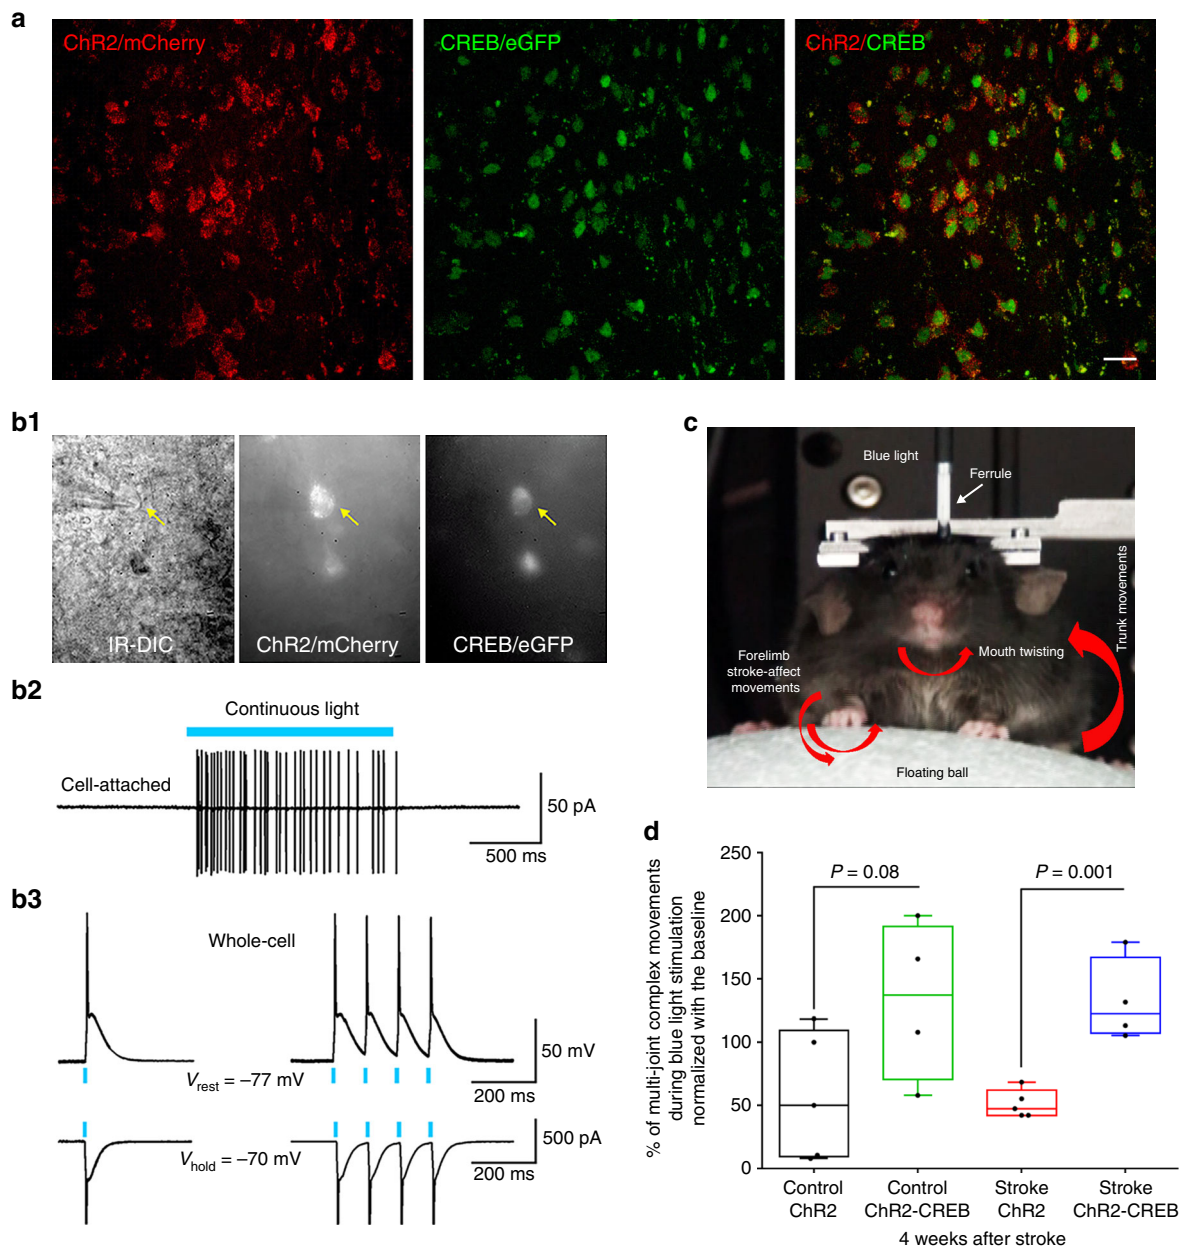 a
ChR2/mCherry
CREB/eGFP
ChR2/CREB
b1
IR-DIC
ChR2/mCherry
CREB/eGFP
b2
Continuous light
Cell-attached
50 pA
500 ms
b3
Whole-cell
50 mV
Vrest = –77 mV
200 ms
500 pA
Vhold = –70 mV
200 ms
c
Blue light
Ferrule
Trunk movements
Mouth twisting
Forelimb
stroke-affect
movements
Floating ball
d
% of multi-joint complex movements
during blue light stimulation
normalized with the baseline
250
200
150
100
50
0
P = 0.08
P = 0.001
Control
ChR2
Control
ChR2-CREB
Stroke
ChR2
Stroke
ChR2-CREB
4 weeks after stroke